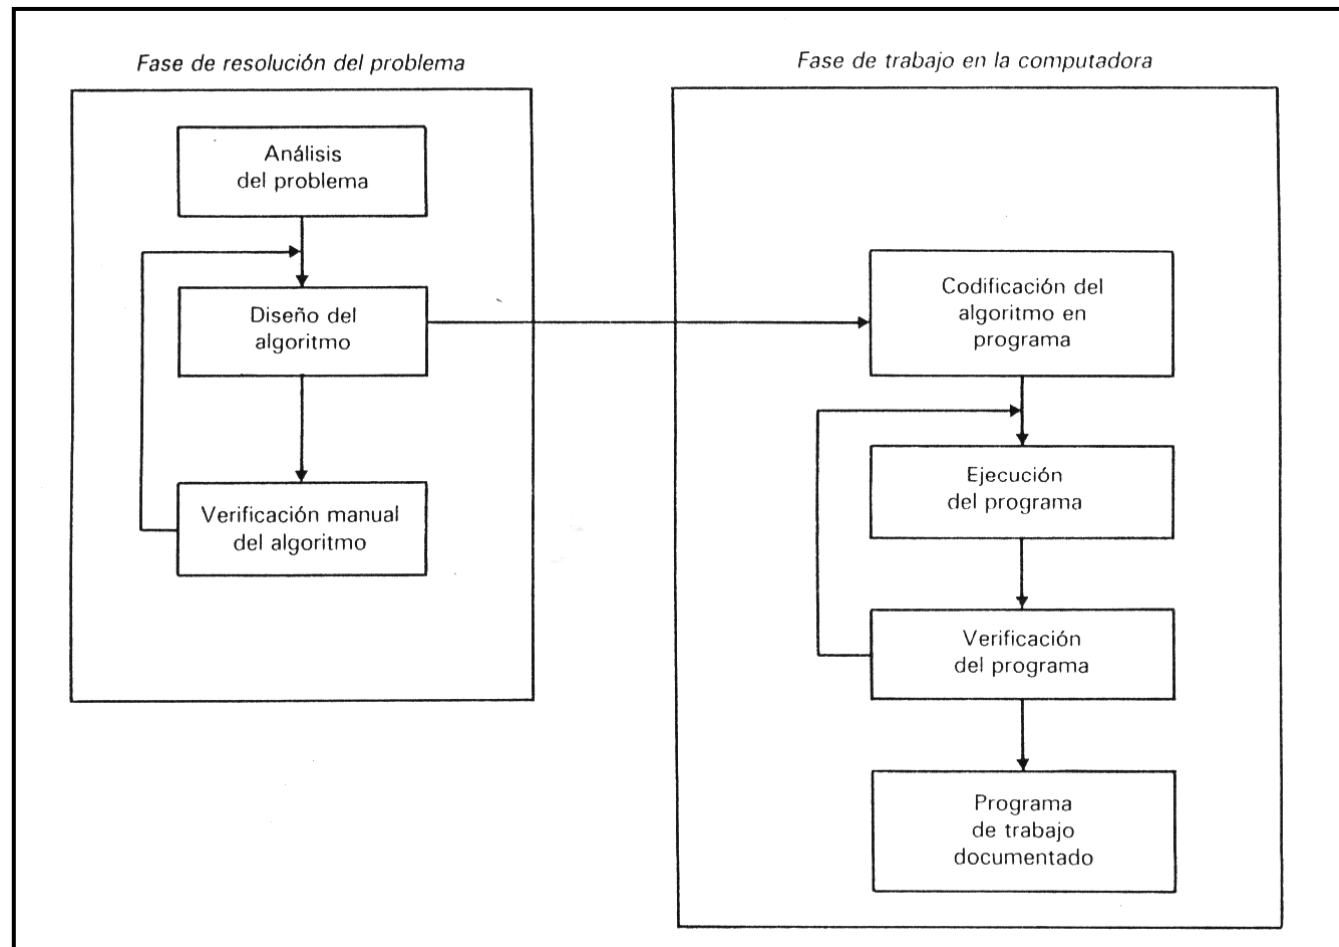 Fase de resolución del problema
Análisis
del problema
Diseño del
algoritmo
Verificación manual
del algoritmo
Fase de trabajo en la computadora
Codificación del
algoritmo en
programa
Ejecución
del programa
Verificación
del programa
Programa
de trabajo
documentado